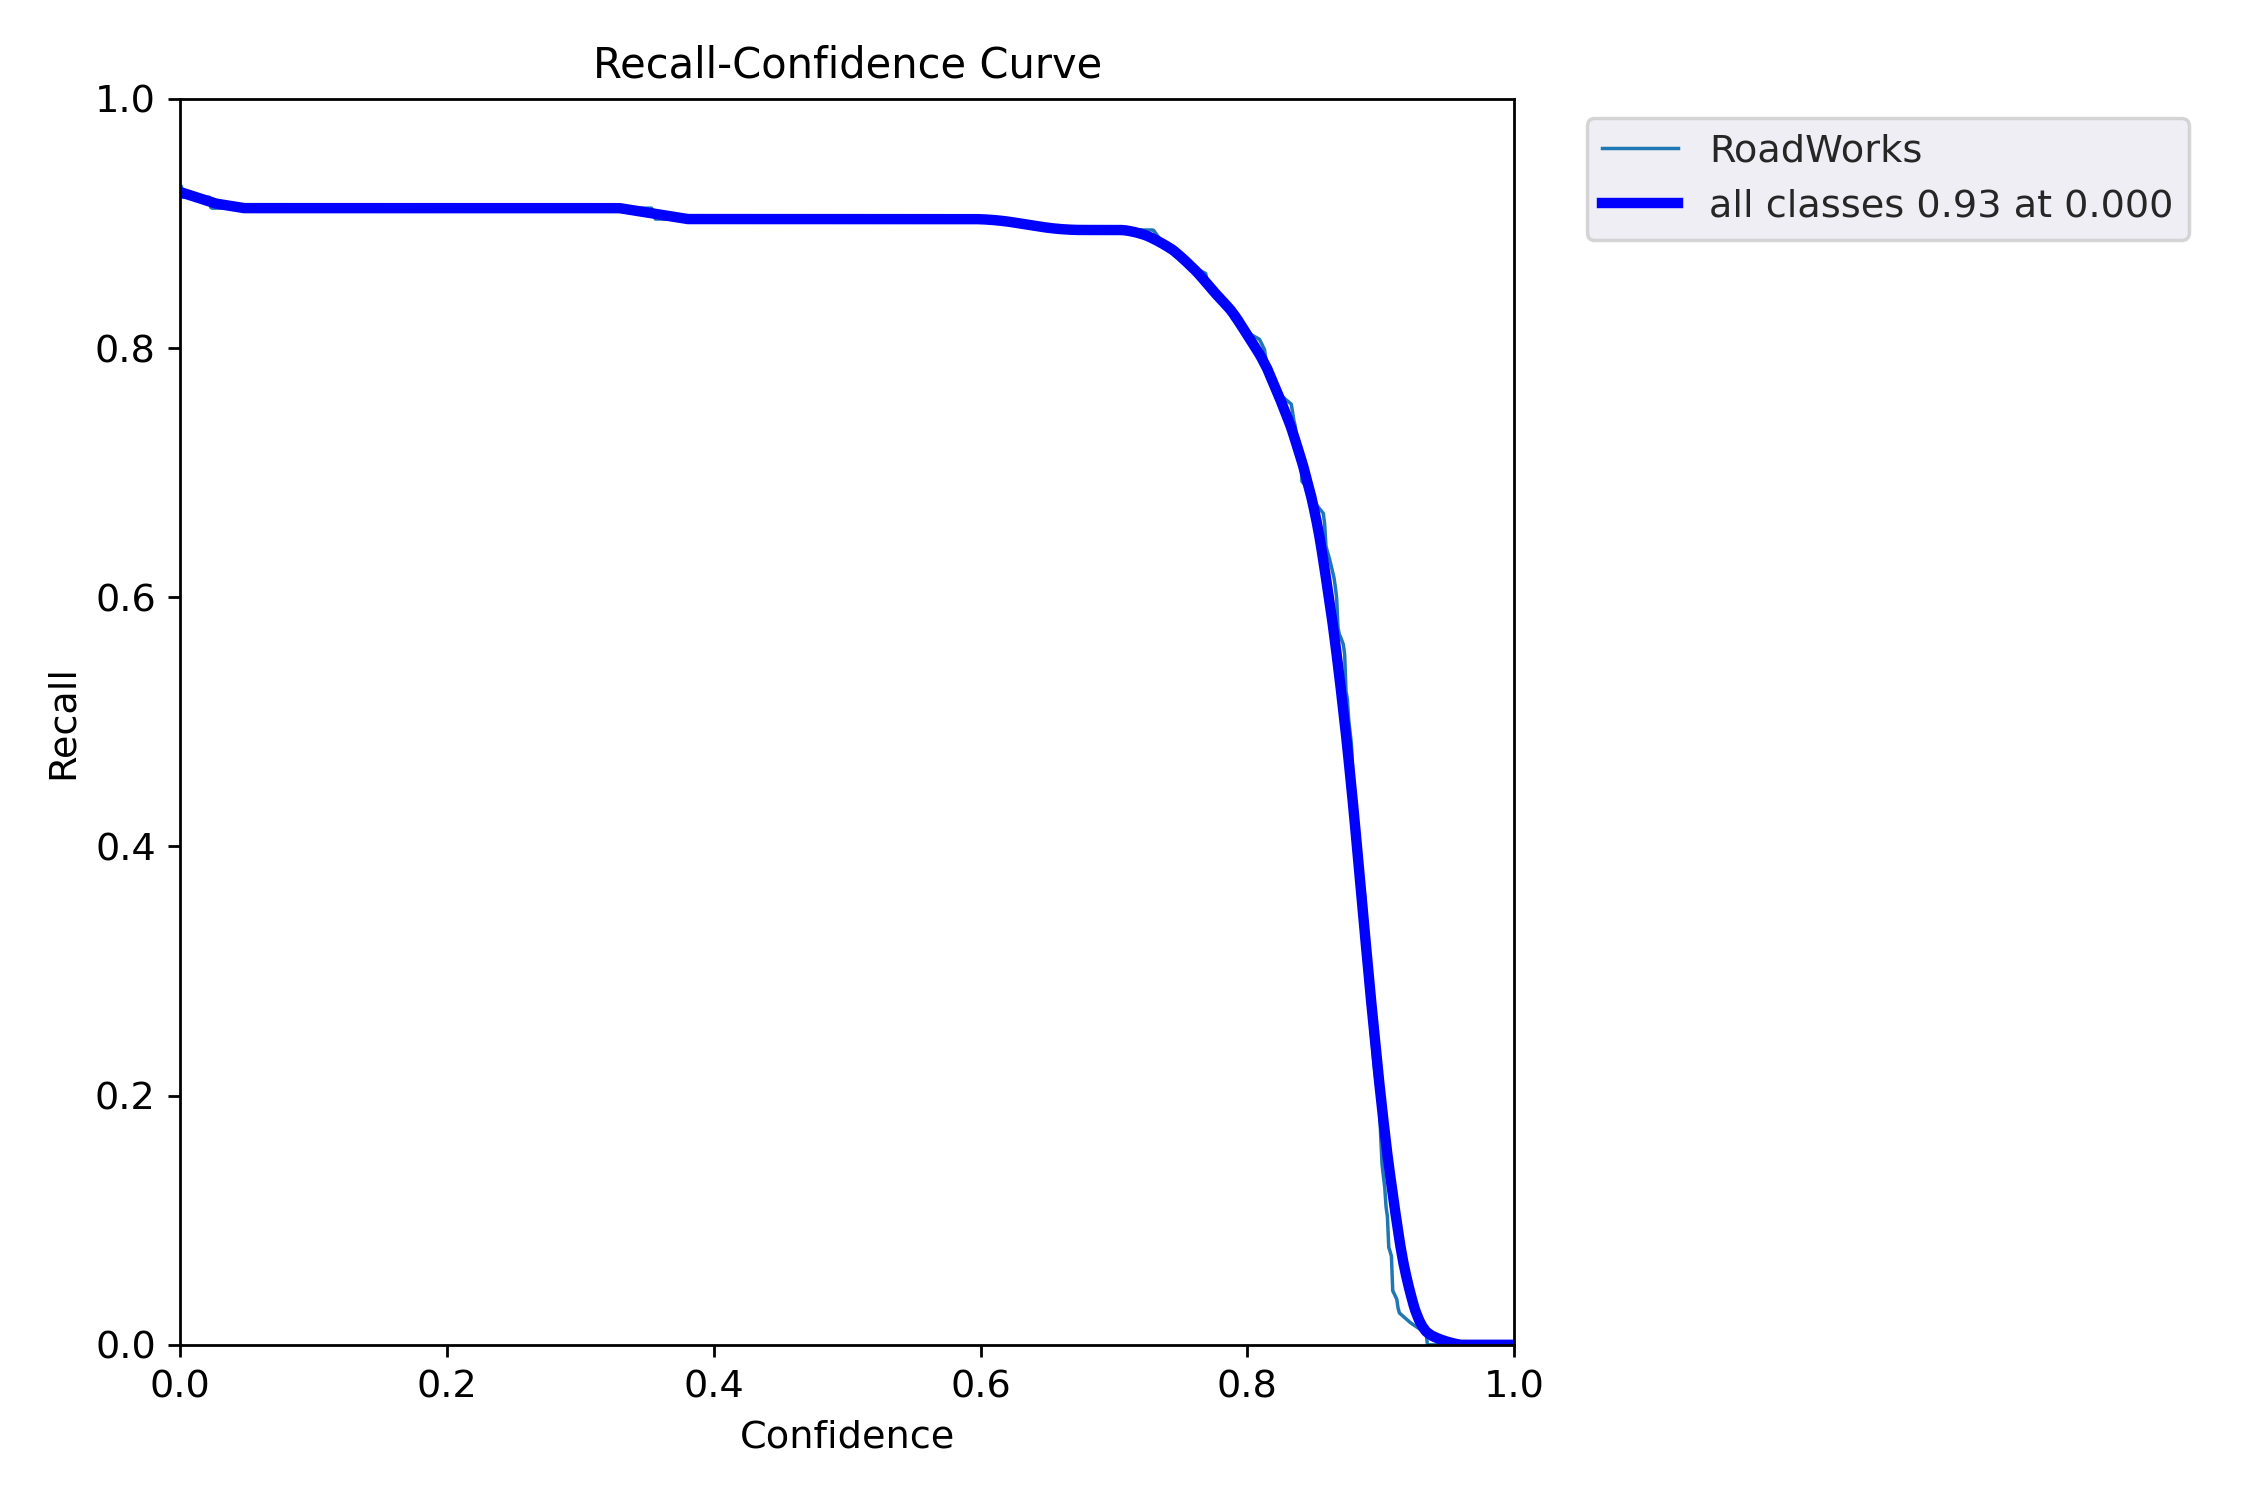 Recall-Confidence Curve
1.0
0.8
0.6
0.4
0.2
0.0
Recall
0.0 0.2 0.4 0.6 0.8 1.0
Confidence
RoadWorks
all classes 0.93 at 0.000